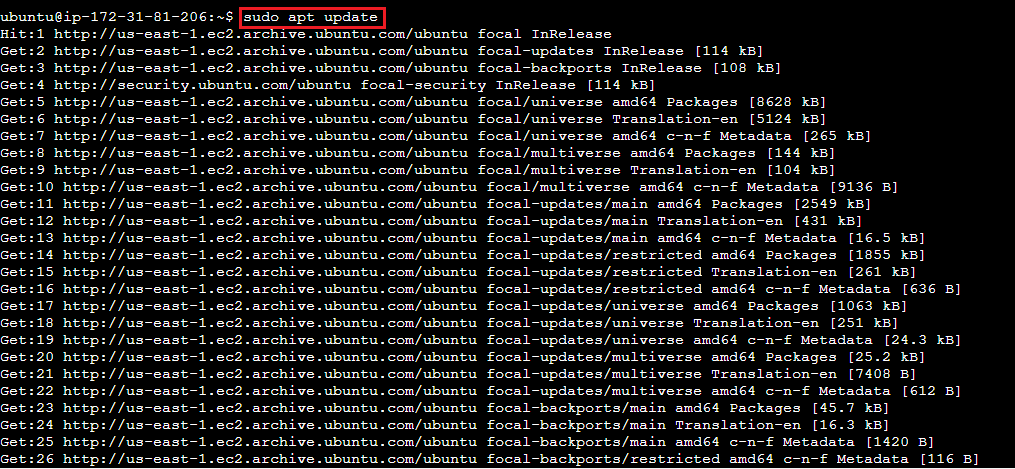 ubuntu@ip-172-31-81-206:~$ sudo apt update
Hit:1 http://us-east-1.ec2.archive.ubuntu.com/ubuntu focal InRelease
Get:2 http://us-east-1.ec2.archive.ubuntu.com/ubuntu focal-updates InRelease [114 kB]
Get:3 http://us-east-1.ec2.archive.ubuntu.com/ubuntu focal-backports InRelease [108 kB]
Get:4 http://security.ubuntu.com/ubuntu focal-security InRelease [114 kB]
Get:5 http://us-east-1.ec2.archive.ubuntu.com/ubuntu focal/universe amd64 Packages [8628 kB]
Get:6 http://us-east-1.ec2.archive.ubuntu.com/ubuntu focal/universe Translation-en [5124 kB]
Get:7 http://us-east-1.ec2.archive.ubuntu.com/ubuntu focal/universe amd64 c-n-f Metadata [265 kB]
Get:8 http://us-east-1.ec2.archive.ubuntu.com/ubuntu focal/multiverse amd64 Packages [144 kB]
Get:9 http://us-east-1.ec2.archive.ubuntu.com/ubuntu focal/multiverse Translation-en [104 kB]
Get:10 http://us-east-1.ec2.archive.ubuntu.com/ubuntu focal/multiverse amd64 c-n-f Metadata [9136 B]
Get:11 http://us-east-1.ec2.archive.ubuntu.com/ubuntu focal-updates/main amd64 Packages [2549 kB]
Get:12 http://us-east-1.ec2.archive.ubuntu.com/ubuntu focal-updates/main Translation-en [431 kB]
Get:13 http://us-east-1.ec2.archive.ubuntu.com/ubuntu focal-updates/main amd64 c-n-f Metadata [16.5 kB]
Get:14 http://us-east-1.ec2.archive.ubuntu.com/ubuntu focal-updates/restricted amd64 Packages [1855 kB]
Get:15 http://us-east-1.ec2.archive.ubuntu.com/ubuntu focal-updates/restricted Translation-en [261 kB]
Get:16 http://us-east-1.ec2.archive.ubuntu.com/ubuntu focal-updates/restricted amd64 c-n-f Metadata [636 B]
Get:17 http://us-east-1.ec2.archive.ubuntu.com/ubuntu focal-updates/universe amd64 Packages [1063 kB]
Get:18 http://us-east-1.ec2.archive.ubuntu.com/ubuntu focal-updates/universe Translation-en [251 kB]
Get:19 http://us-east-1.ec2.archive.ubuntu.com/ubuntu focal-updates/universe amd64 c-n-f Metadata [24.3 kB]
Get:20 http://us-east-1.ec2.archive.ubuntu.com/ubuntu focal-updates/multiverse amd64 Packages [25.2 kB]
Get:21 http://us-east-1.ec2.archive.ubuntu.com/ubuntu focal-updates/multiverse Translation-en [7408 B]
Get:22 http://us-east-1.ec2.archive.ubuntu.com/ubuntu focal-updates/multiverse amd64 c-n-f Metadata [612 B]
Get:23 http://us-east-1.ec2.archive.ubuntu.com/ubuntu focal-backports/main amd64 Packages [45.7 kB]
Get:24 http://us-east-1.ec2.archive.ubuntu.com/ubuntu focal-backports/main Translation-en [16.3 kB]
Get:25 http://us-east-1.ec2.archive.ubuntu.com/ubuntu focal-backports/main amd64 c-n-f Metadata [1420 B]
Get:26 http://us-east-1.ec2.archive.ubuntu.com/ubuntu focal-backports/restricted amd64 c-n-f Metadata [116 B]